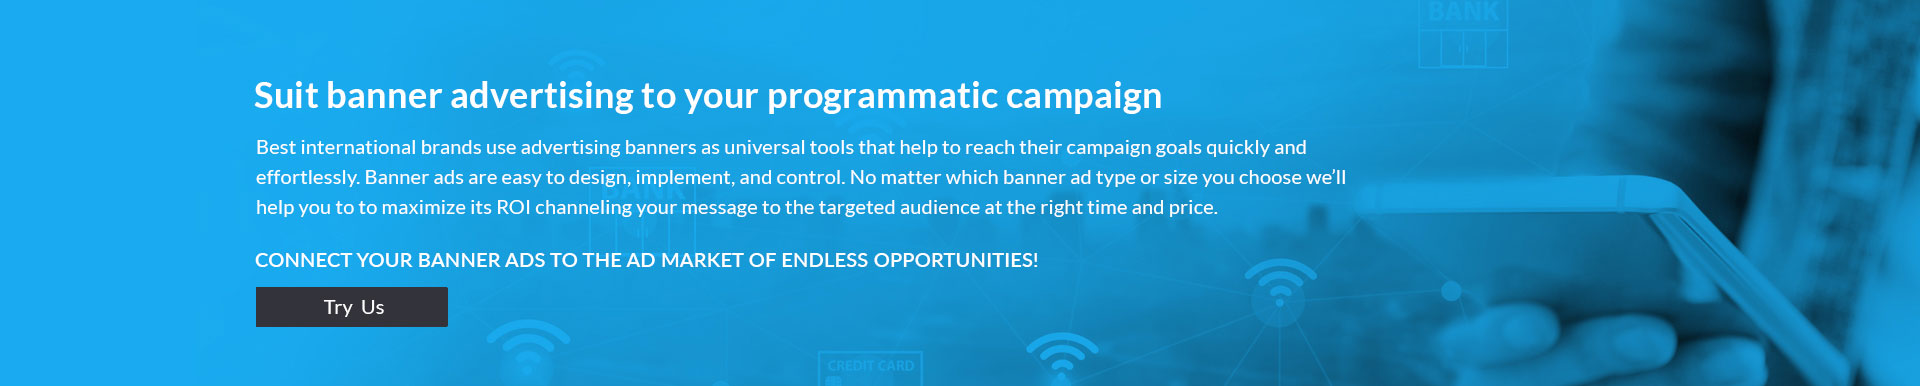 BANK
Suit banner advertising to your programmatic campaign
Best international brands use advertising banners as universal tools that help to reach their campaign goals quickly and
effortlessly. Banner ads are easy to design, implement, and control. No matter which banner ad type or size you choose we’ll
help you to to maximize its ROI channeling your message to the targeted audience at the right time and price.
BANK
CONNECT YOUR BANNER ADS TO THE AD MARKET OF ENDLESS OPPORTUNITIES!
Try Us
CREDIT CARD